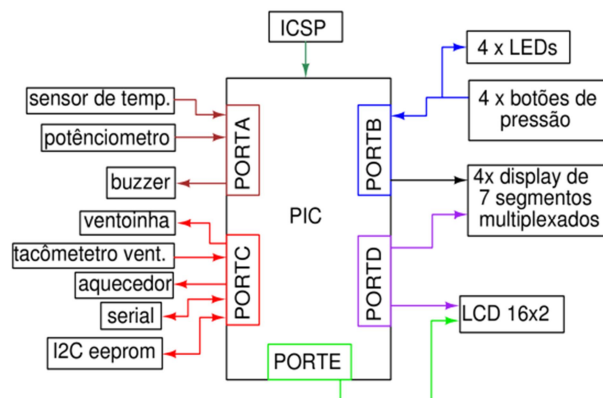 ICSP
4 x LEDs
sensor de temp.
4 x botões de
pressão
potênciometro
PORTA
PORTB
buzzer
4x display de
7 segmentos
multiplexados
PIC
ventoinha
tacômetetro vent.
PORTC
PORTD
aquecedor
serial
LCD 16x2
I2C eeprom
PORTE